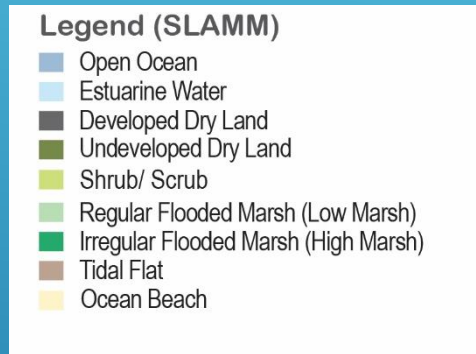 Legend (SLAMM)
Open Ocean
Estuarine Water
Developed Dry Land
Undeveloped Dry Land
Shrub/ Scrub
Regular Flooded Marsh (Low Marsh)
Irregular Flooded Marsh (High Marsh)
Tidal Flat
Ocean Beach